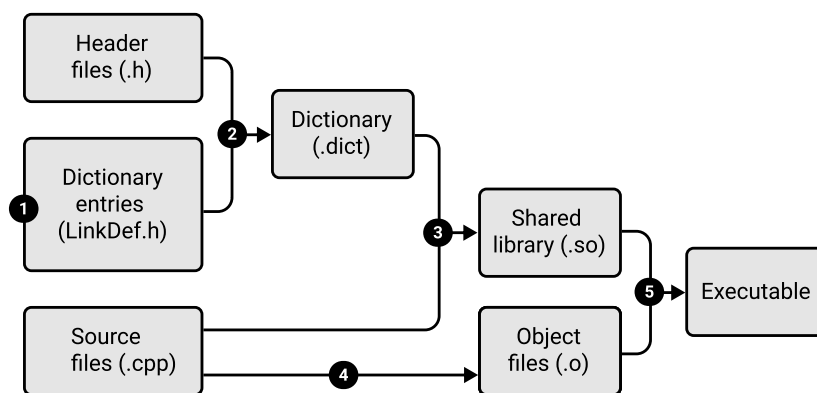 Header
files (.h)
2
Dictionary
(.dict)
1
Dictionary
entries
(LinkDef.h)
3
Shared
library (.so)
5
Executable
Source
files (.cpp)
4
Object
files (.o)